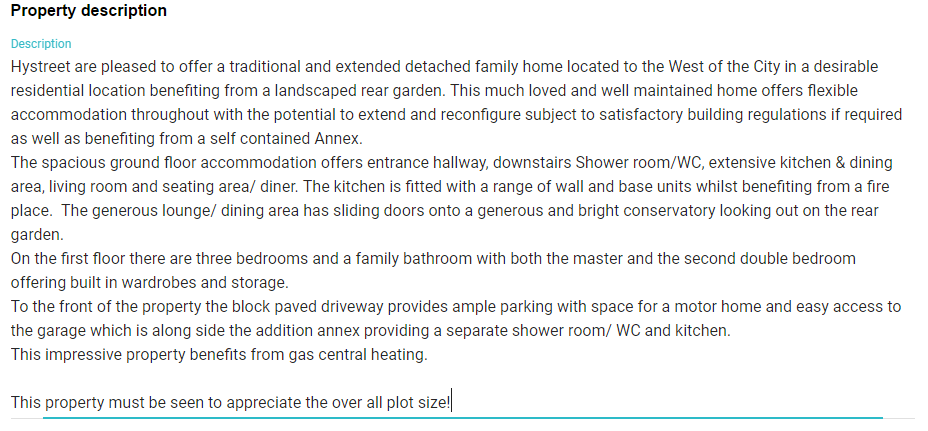 Property description
Description
Hystreet are pleased to offer a traditional and extended detached family home located to the West of the City in a desirable
residential location benefiting from a landscaped rear garden. This much loved and well maintained home offers flexible
accommodation throughout with the potential to extend and reconfigure subject to satisfactory building regulations if required
as well as benefiting from a self contained Annex.
The spacious ground floor accommodation offers entrance hallway, downstairs Shower room/WC, extensive kitchen & dining
area, living room and seating area/ diner. The kitchen is fitted with a range of wall and base units whilst benefiting from a fire
place.  The generous lounge/ dining area has sliding doors onto a generous and bright conservatory looking out on the rear
garden.
On the first floor there are three bedrooms and a family bathroom with both the master and the second double bedroom
offering built in wardrobes and storage.
To the front of the property the block paved driveway provides ample parking with space for a motor home and easy access to
the garage which is along side the addition annex providing a separate shower room/ WC and kitchen.
This impressive property benefits from gas central heating.
This property must be seen to appreciate the over all plot size!